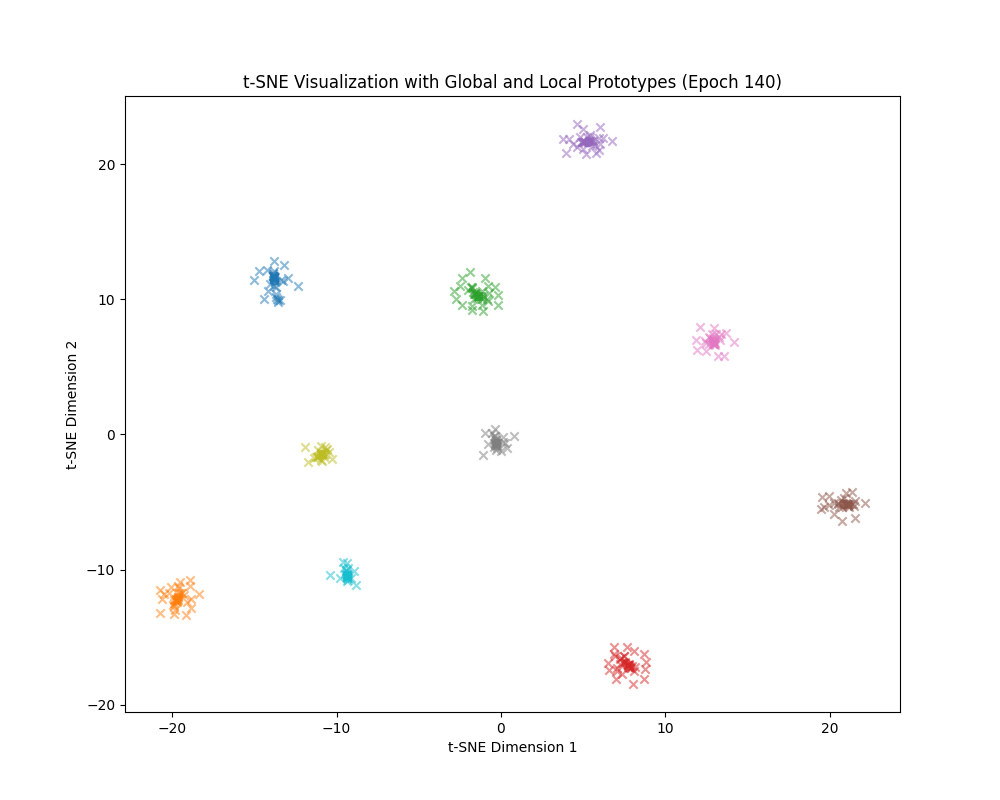 t-SNE Visualization with Global and Local Prototypes (Epoch 140)
20
10
0
−10
−20
t-SNE Dimension 2
−20 −10 0 10 20
t-SNE Dimension 1